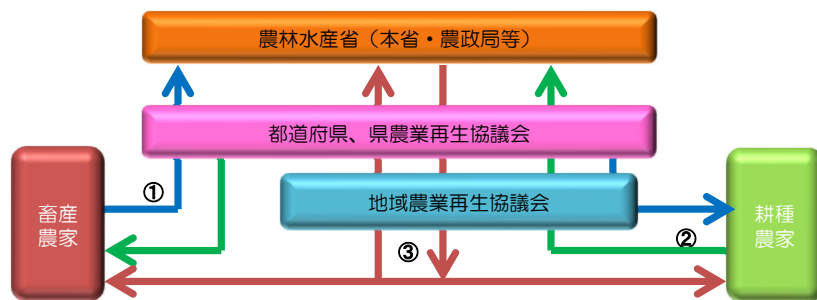 農林水産省（本省・農政局等）
都道府県、県農業再生協議会
地域農業再生協議会
畜産
農家
①
③
②
耕種
農家